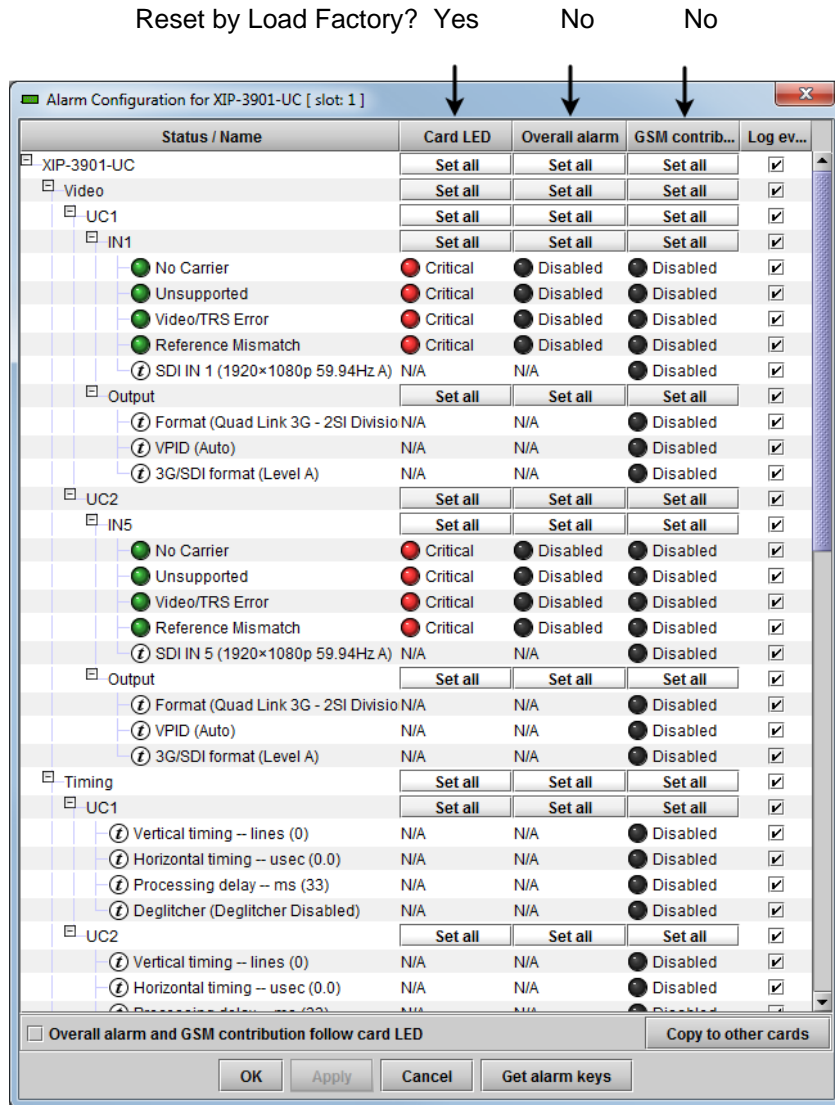 Reset by Load Factory? Yes No No
Alarm Configuration for XIP-3901-UC [ slot: 1 ]
Status / Name Card LED Overall alarm GSM contrib... Log ev...
XIP-3901-UC Set all Set all Set all
Video Set all Set all Set all
UC1 Set all Set all Set all
IN1 Set all Set all Set all
No Carrier Critical Disabled Disabled
Unsupported Critical Disabled Disabled
Video/TRS Error Critical Disabled Disabled
Reference Mismatch Critical Disabled Disabled
t SDI IN 1 (1920×1080p 59.94Hz A) N/A N/A Disabled
Output Set all Set all Set all
t Format (Quad Link 3G - 2SI Divisio N/A N/A Disabled
t VPID (Auto) N/A N/A Disabled
t 3G/SDI format (Level A) N/A N/A Disabled
UC2 Set all Set all Set all
IN5 Set all Set all Set all
No Carrier Critical Disabled Disabled
Unsupported Critical Disabled Disabled
Video/TRS Error Critical Disabled Disabled
Reference Mismatch Critical Disabled Disabled
t SDI IN 5 (1920×1080p 59.94Hz A) N/A N/A Disabled
Output Set all Set all Set all
t Format (Quad Link 3G - 2SI Divisio N/A N/A Disabled
t VPID (Auto) N/A N/A Disabled
t 3G/SDI format (Level A) N/A N/A Disabled
Timing Set all Set all Set all
UC1 Set all Set all Set all
t Vertical timing -- lines (0) N/A N/A Disabled
t Horizontal timing -- usec (0.0) N/A N/A Disabled
t Processing delay -- ms (33) N/A N/A Disabled
t Deglitcher (Deglitcher Disabled) N/A N/A Disabled
UC2 Set all Set all Set all
t Vertical timing -- lines (0) N/A N/A Disabled
t Horizontal timing -- usec (0.0) N/A N/A Disabled
Overall alarm and GSM contribution follow card LED Copy to other cards
OK Apply Cancel Get alarm keys